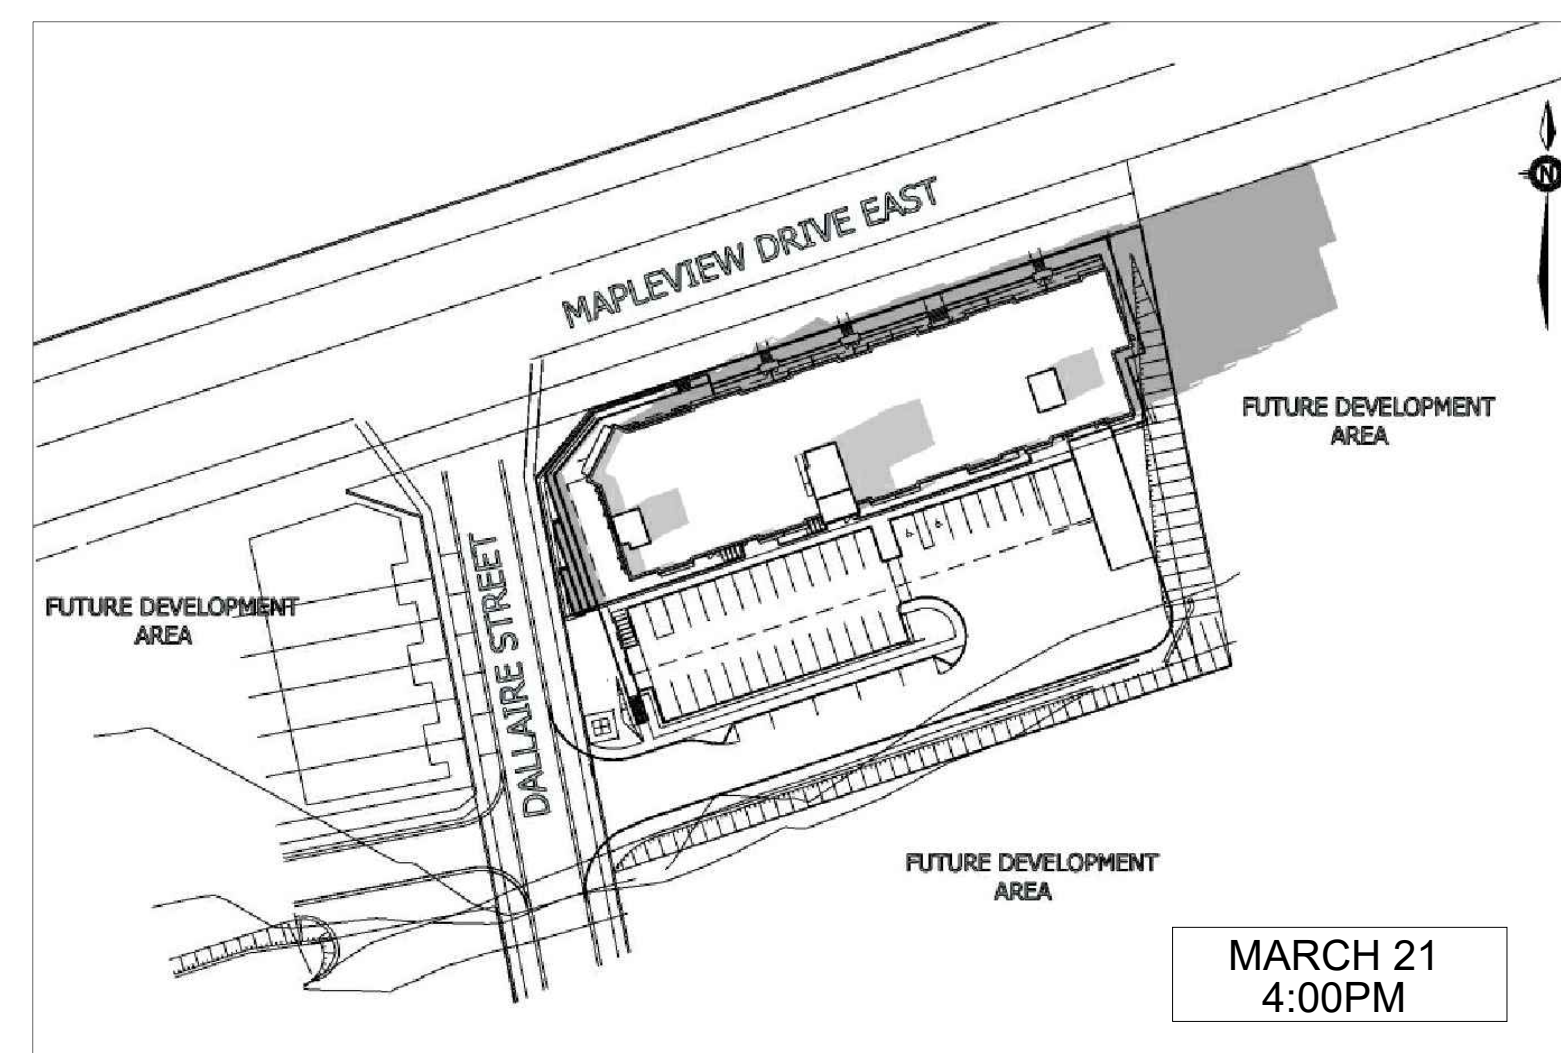 N
MAPLEVIEW DRIVE EAST
FUTURE DEVELOPMENT
AREA
DALLAIRE STREET
FUTURE DEVELOPMENT
AREA
FUTURE DEVELOPMENT
AREA
MARCH 21
4:00PM